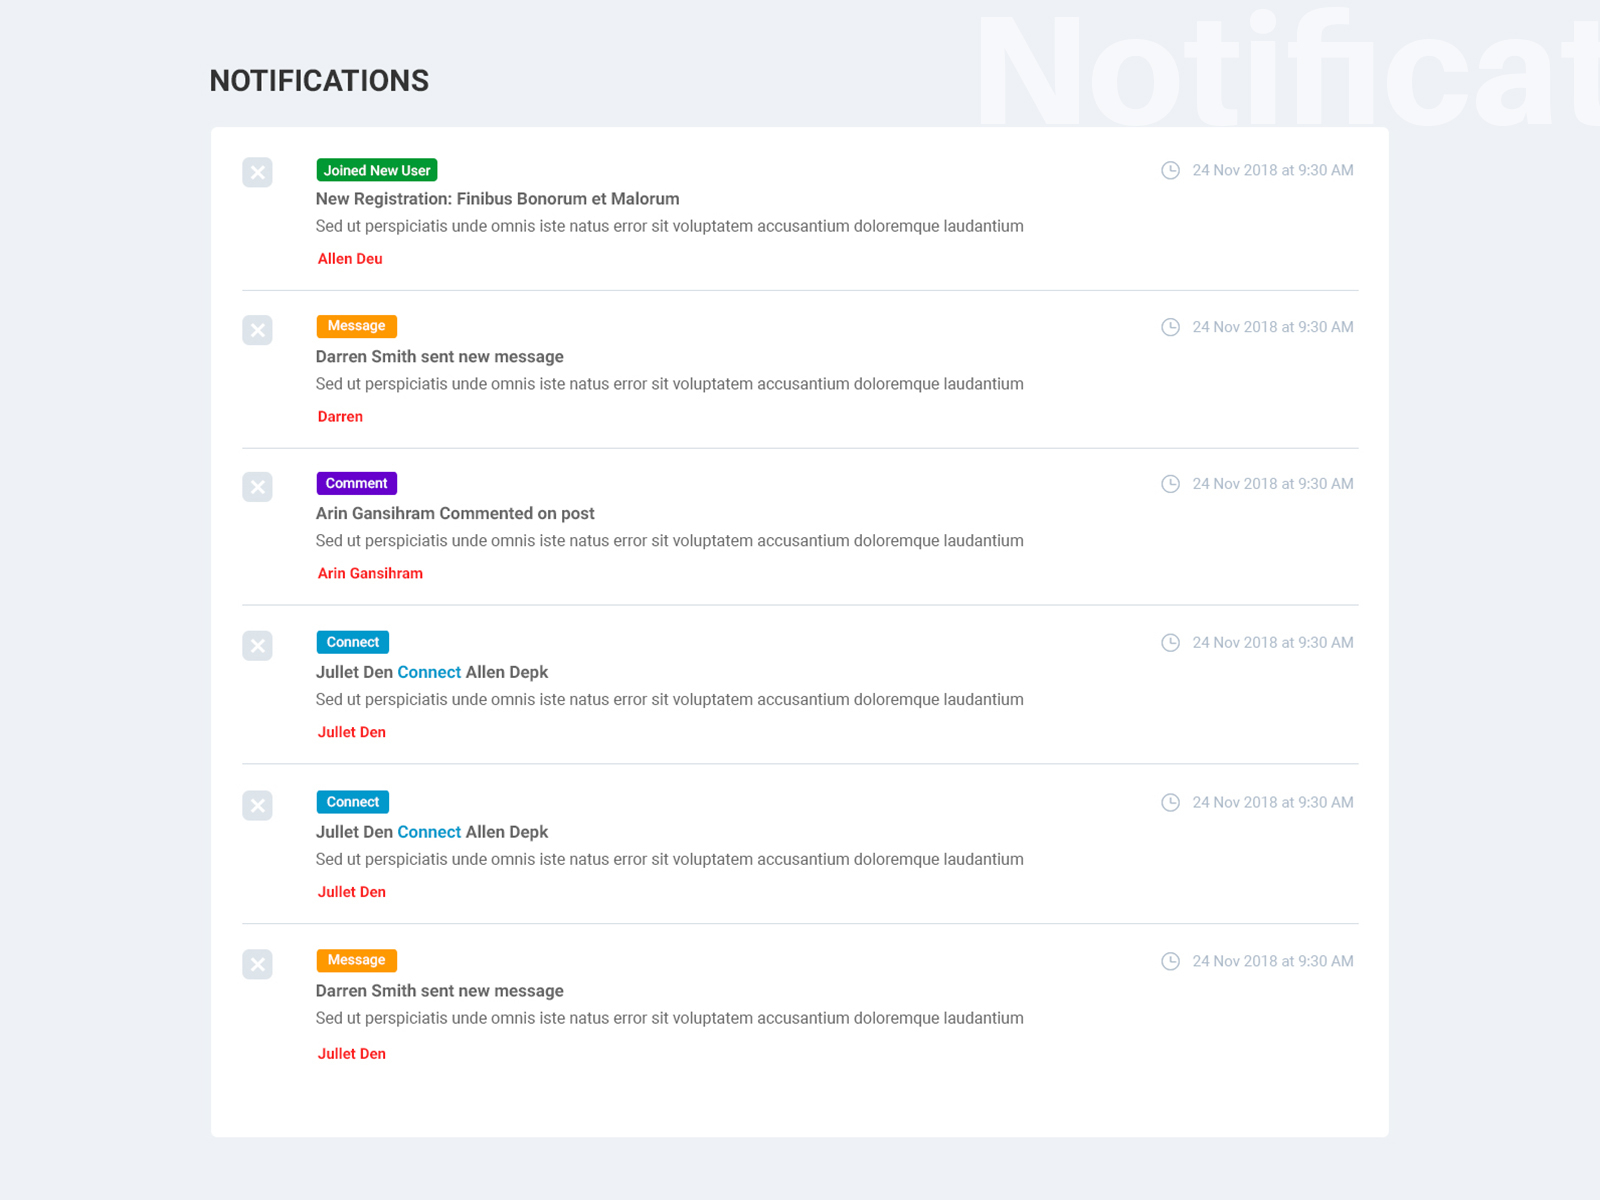 Notificat
NOTIFICATIONS
Joined New User
24 Nov 2018 at 9:30 AM
New Registration: Finibus Bonorum et Malorum
Sed ut perspiciatis unde omnis iste natus error sit voluptatem accusantium doloremque laudantium
Allen Deu
Message
24 Nov 2018 at 9:30 AM
Darren Smith sent new message
Sed ut perspiciatis unde omnis iste natus error sit voluptatem accusantium doloremque laudantium
Darren
Comment
24 Nov 2018 at 9:30 AM
Arin Gansihram Commented on post
Sed ut perspiciatis unde omnis iste natus error sit voluptatem accusantium doloremque laudantium
Arin Gansihram
Connect
24 Nov 2018 at 9:30 AM
Jullet Den Connect Allen Depk
Sed ut perspiciatis unde omnis iste natus error sit voluptatem accusantium doloremque laudantium
Jullet Den
Connect
24 Nov 2018 at 9:30 AM
Jullet Den Connect Allen Depk
Sed ut perspiciatis unde omnis iste natus error sit voluptatem accusantium doloremque laudantium
Jullet Den
Message
24 Nov 2018 at 9:30 AM
Darren Smith sent new message
Sed ut perspiciatis unde omnis iste natus error sit voluptatem accusantium doloremque laudantium
Jullet Den